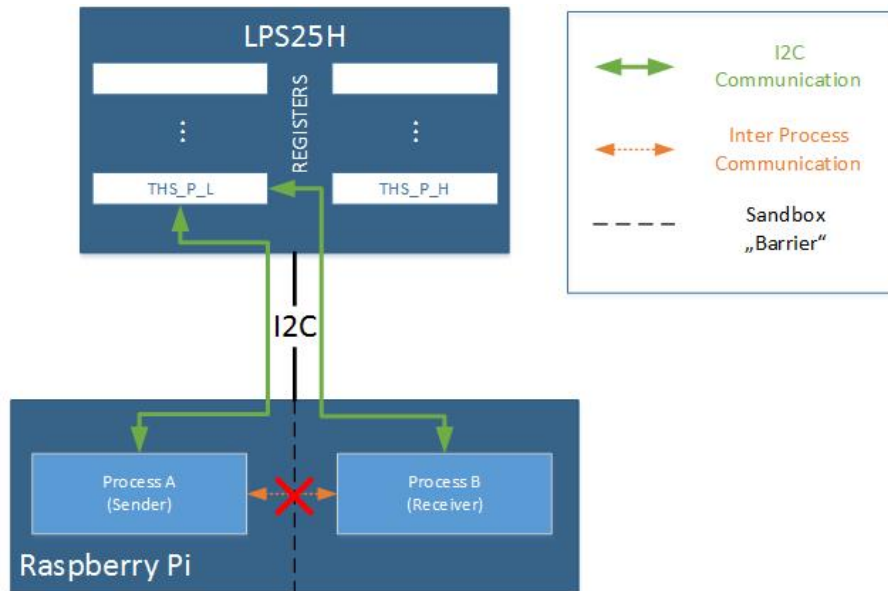 LPS25H
REGISTERS
⋮
⋮
THS_P_L
THS_P_H
I2C
Process A
(Sender)
Process B
(Receiver)
Raspberry Pi
I2C
Communication
Inter Process
Communication
Sandbox
„Barrier“